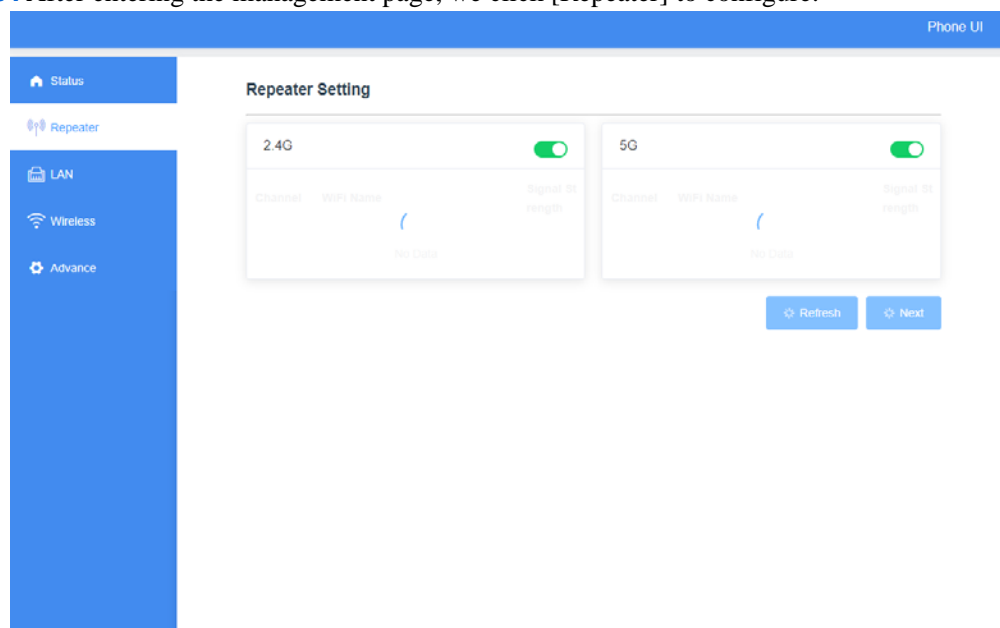 After entering the management page, we click [Repeater] to configure.
Phone UI
Status
Repeater
LAN
Wireless
Advance
Repeater Setting
2.4G
Channel WiFi Name Signal St
rength
No Data
5G
Channel WiFi Name Signal St
rength
No Data
Refresh Next